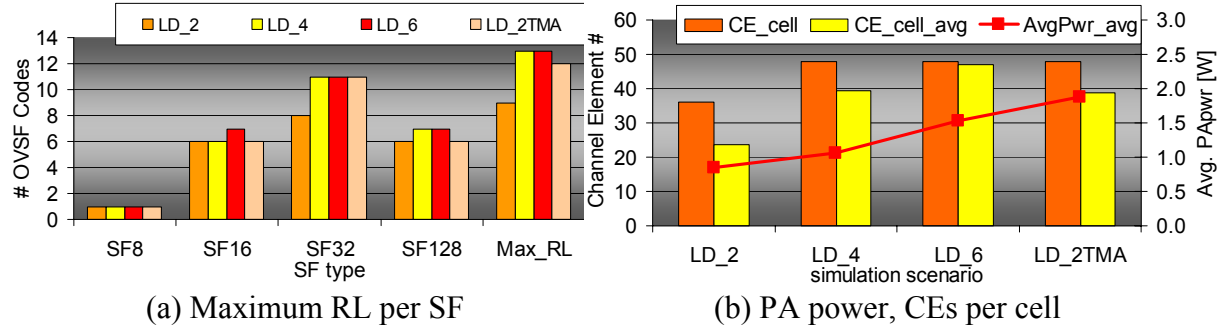 LD_2 LD_4 LD_6 LD_2TMA
14
12
10
8
6
4
2
0
# OVSF Codes
SF8 SF16 SF32 SF128 Max_RL
SF type
(a) Maximum RL per SF
CE_cell CE_cell_avg AvgPwr_avg
60
50
40
30
20
10
0
Channel Element #
3.0
2.5
2.0
1.5
1.0
0.5
0.0
Avg. PApwr [W]
LD_2 LD_4 LD_6 LD_2TMA
simulation scenario
(b) PA power, CEs per cell